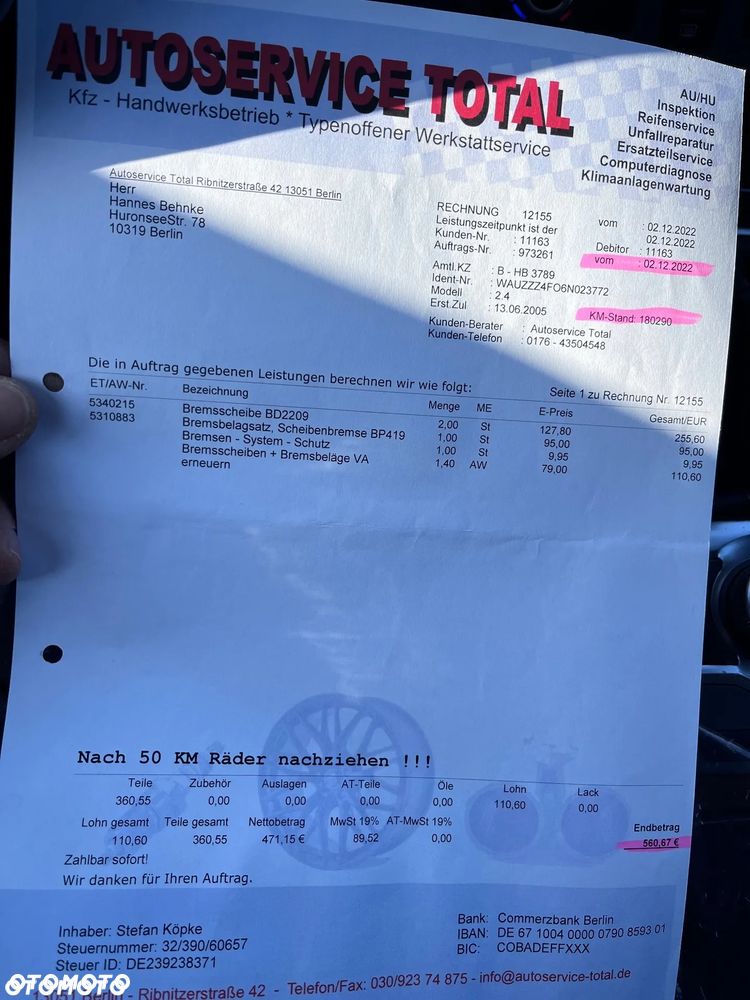 AUTOSERVICE TOTAL
Kfz - Handwerksbetrieb * Typenoffener Werkstattservice
AU/HU
Inspektion
Reifenservice
Unfallreparatur
Ersatzteilservice
Computerdiagnose
Klimaanlagenwartung
Autoservice Total Ribnitzerstraße 42 13051 Berlin
Herr
Hannes Behnke
HuronseeStr. 78
10319 Berlin
RECHNUNG 12155 vom : 02.12.2022
Leistungszeitpunkt ist der 02.12.2022
Kunden-Nr. : 11163 Debitor : 11163
Auftrags-Nr. : 973261 vom : 02.12.2022
Amtl.KZ : B - HB 3789
Ident-Nr. : WAUZZZ4FO6N023772
Modell : 2.4
Erst.Zul : 13.06.2005 KM-Stand: 180290
Kunden-Berater : Autoservice Total
Kunden-Telefon : 0176 - 43504548
Die in Auftrag gegebenen Leistungen berechnen wir wie folgt: Seite 1 zu Rechnung Nr. 12155
ET/AW-Nr. Bezeichnung Menge ME E-Preis Gesamt/EUR
5340215 Bremsscheibe BD2209 2,00 St 127,80 255,60
5310883 Bremsbelagsatz, Scheibenbremse BP419 1,00 St 95,00 95,00
Bremsen - System - Schutz 1,00 St 9,95 9,95
Bremsscheiben + Bremsbeläge VA 1,40 AW 79,00 110,60
erneuern
Nach 50 KM Räder nachziehen !!!
Teile Zubehör Auslagen AT-Teile Öle Lohn Lack
360,55 0,00 0,00 0,00 0,00 110,60 0,00
Lohn gesamt Teile gesamt Nettobetrag MwSt 19% AT-MwSt 19% Endbetrag
110,60 360,55 471,15 € 89,52 0,00 560,67 €
Zahlbar sofort!
Wir danken für Ihren Auftrag.
Inhaber: Stefan Köpke
Steuernummer: 32/390/60657
Steuer ID: DE239238371
Bank: Commerzbank Berlin
IBAN: DE 67 1004 0000 0790 8593 01
BIC: COBADEFFXXX
13051 Berlin - Ribnitzerstraße 42 - Telefon/Fax: 030/923 74 875 - info@autoservice-total.de
OTOMOTO